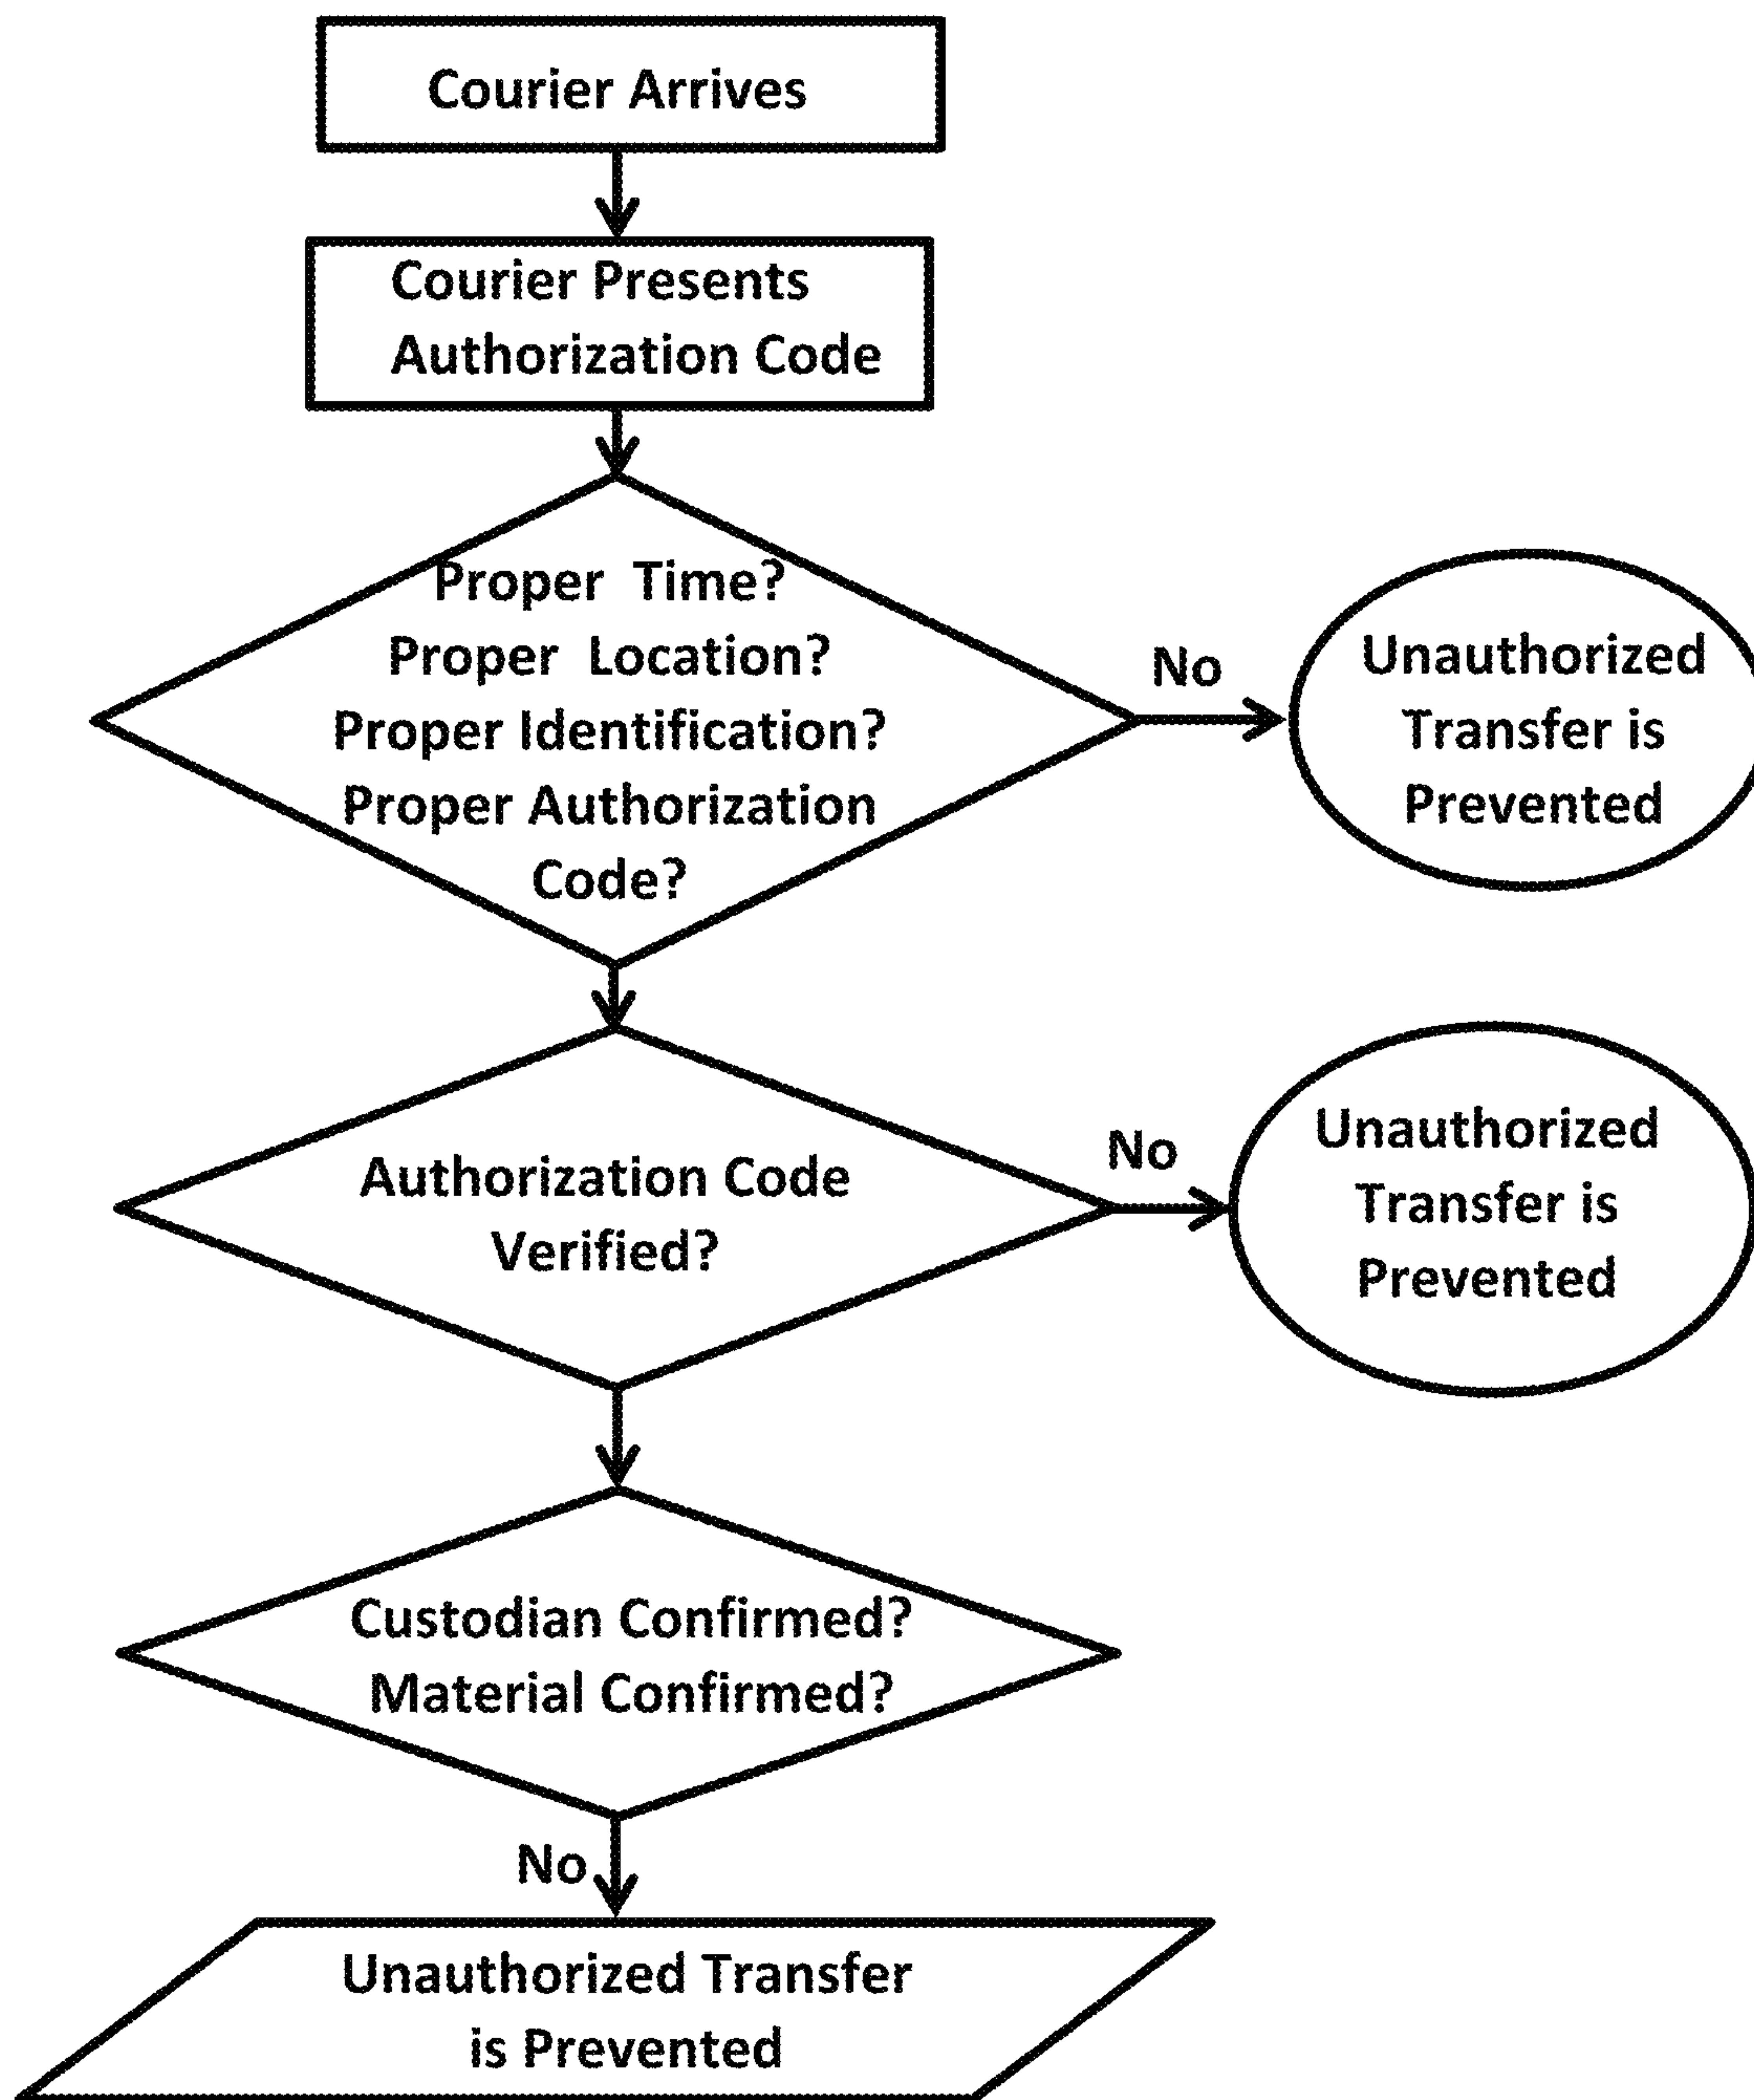 Courier Arrives
Courier Presents
Authorization Code
Proper Time?
Proper Location?
Proper Identification?
Proper Authorization
Code?
No
Unauthorized
Transfer is
Prevented
Authorization Code
Verified?
No
Unauthorized
Transfer is
Prevented
Custodian Confirmed?
Material Confirmed?
No
Unauthorized Transfer
is Prevented